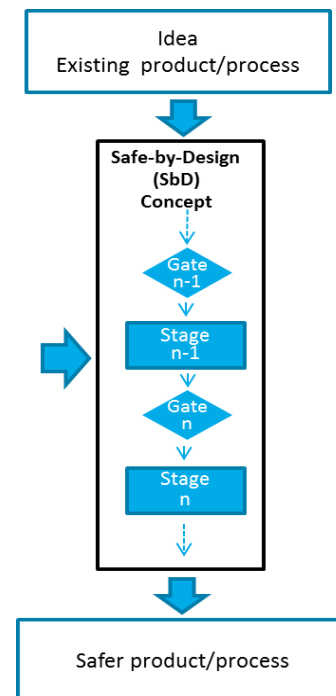 Idea
Existing product/process
Safe-by-Design
(SbD)
Concept
Gate
n-1
Stage
n-1
Gate
n
Stage
n
Safer product/process